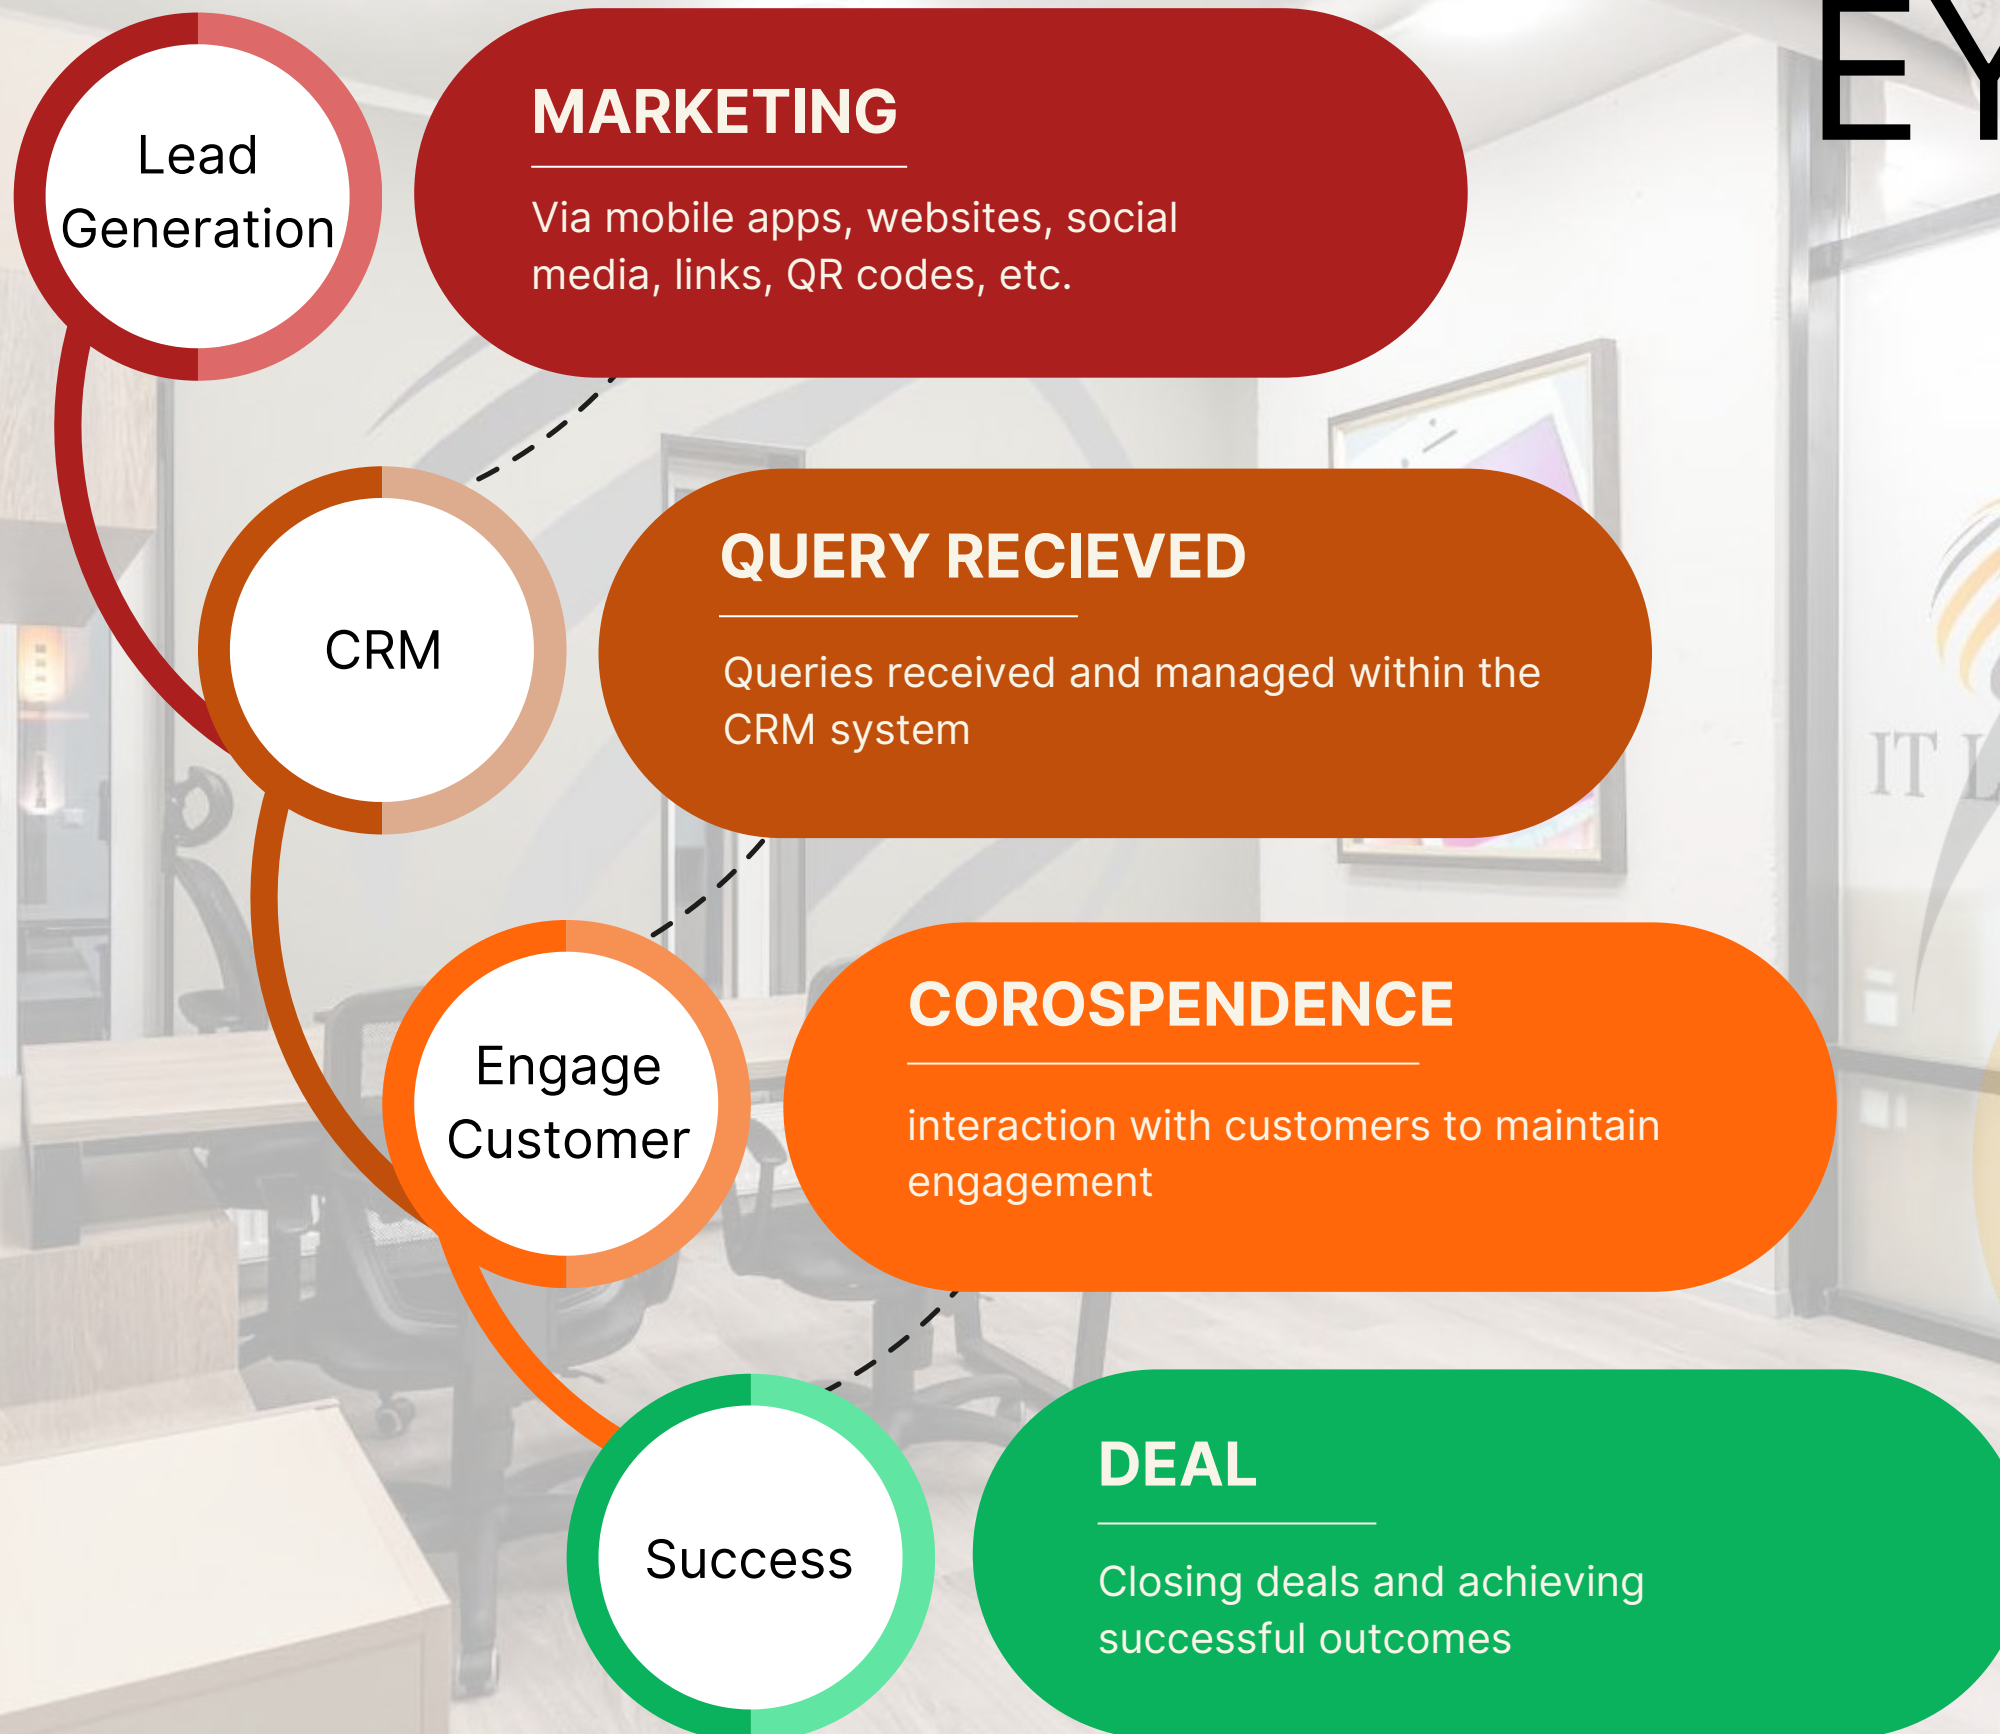 EY
Lead
Generation
MARKETING
Via mobile apps, websites, social
media, links, QR codes, etc.
CRM
QUERY RECIEVED
Queries received and managed within the
CRM system
IT L
Engage
Customer
COROSPENDENCE
interaction with customers to maintain
engagement
Success
DEAL
Closing deals and achieving
successful outcomes